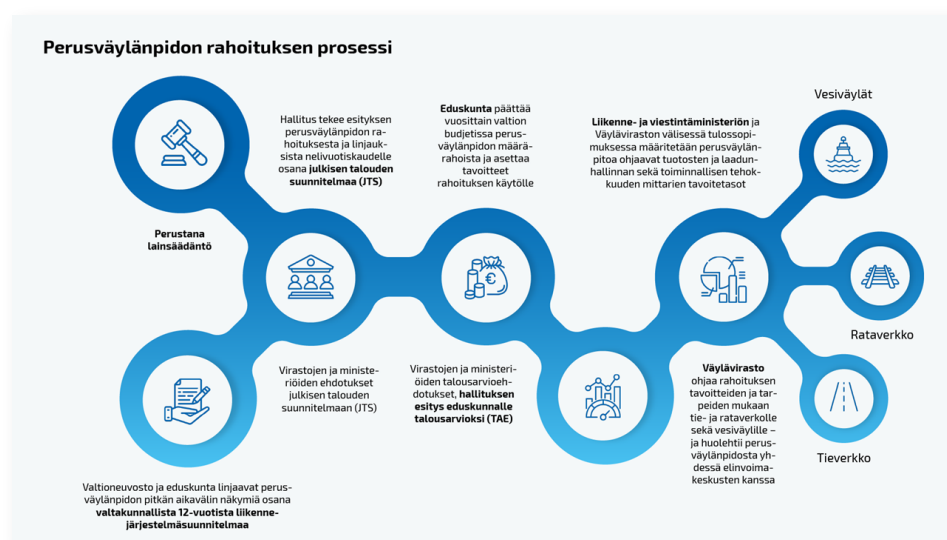 Perusväylänpidon rahoituksen prosessi
Perustana
lainsäädäntö
Valtioneuvosto ja eduskunta linjaavat perus-
väylänpidon pitkän aikavälin näkymiä osana
valtakunnallista 12-vuotista liikenne-
järjestelmäsuunnitelmaa
Hallitus tekee esityksen
perusväylänpidon ra-
hoituksesta ja linjauk-
sista nelivuotiskaudelle
osana julkisen talouden
suunnitelmaa (JTS)
Virastojen ja ministe-
riöiden ehdotukset
julkisen talouden
suunnitelmaan (JTS)
Eduskunta päättää
vuosittain valtion
budjetissa perus-
väylänpidon määrä-
rahoista ja asettaa
tavoitteet
rahoituksen käytölle
€
Virastojen ja ministeri-
öiden talousarvioeh-
dotukset, hallituksen
esitys eduskunnalle
talousarvioksi (TAE)
Liikenne- ja viestintäministeriön ja
Väyläviraston välisessä tulossopi-
muksessa määritetään perusväylän-
pitoa ohjaavat tuotosten ja laadun-
hallinnan sekä toiminnallisen tehok-
kuuden mittarien tavoitetasot
Väylävirasto
ohjaa rahoituksen
tavoitteiden ja tar-
peiden mukaan
tie- ja rataverkolle
sekä vesiväylille –
ja huolehtii perus-
väylänpidosta yh-
dessä elinvoima-
keskusten kanssa
Vesiväylät
Rataverkko
Tieverkko